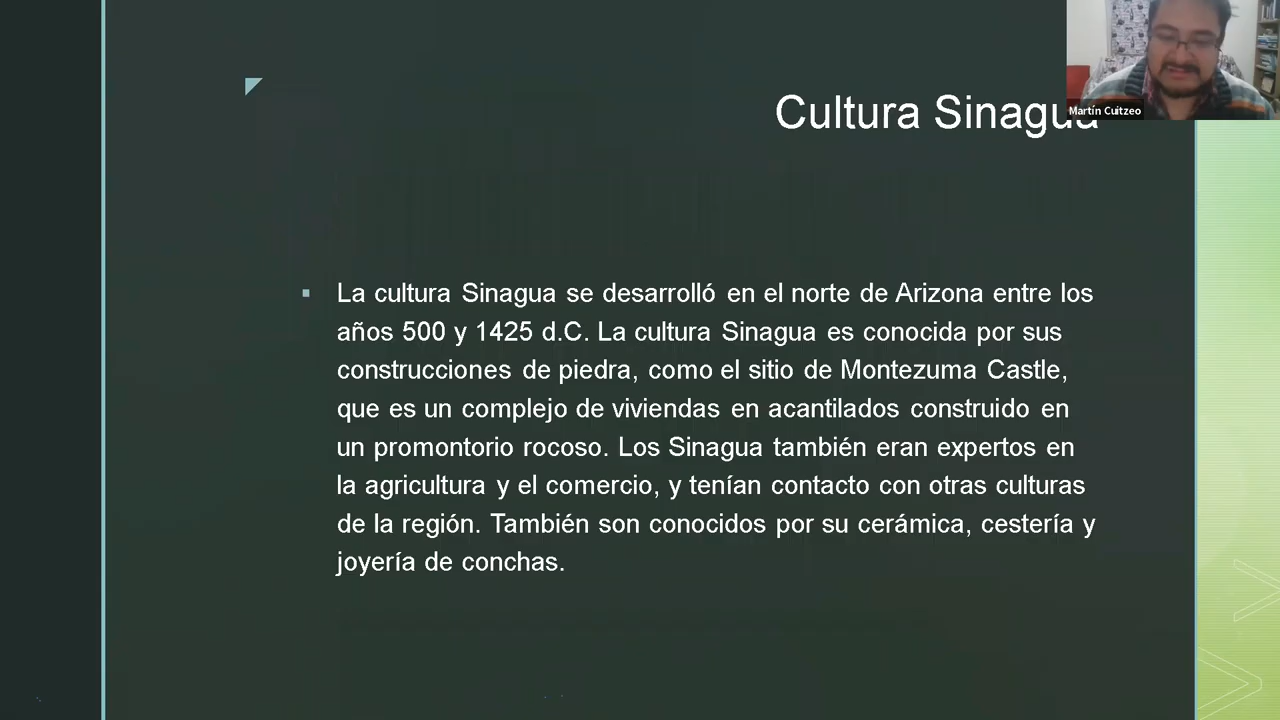 Cultura Sinagua
Martín Cuitzeo
La cultura Sinagua se desarrolló en el norte de Arizona entre los
años 500 y 1425 d.C. La cultura Sinagua es conocida por sus
construcciones de piedra, como el sitio de Montezuma Castle,
que es un complejo de viviendas en acantilados construido en
un promontorio rocoso. Los Sinagua también eran expertos en
la agricultura y el comercio, y tenían contacto con otras culturas
de la región. También son conocidos por su cerámica, cestería y
joyería de conchas.